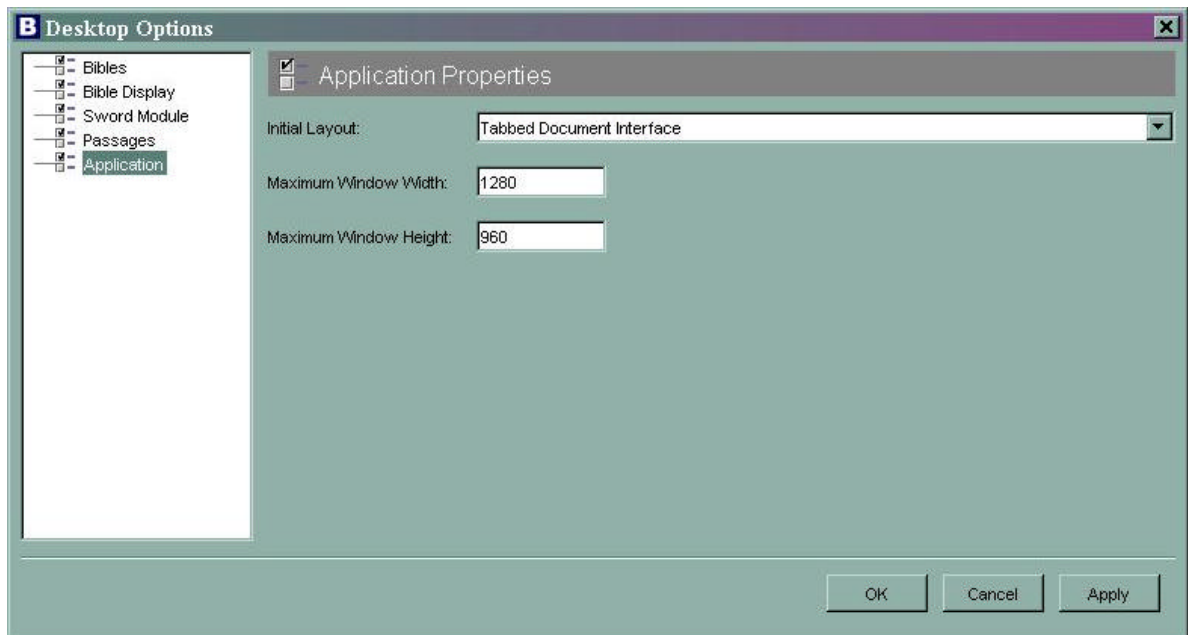 B Desktop Options
Bibles
Bible Display
Sword Module
Passages
Application
Application Properties
Initial Layout: Tabbed Document Interface
Maximum Window Width: 1280
Maximum Window Height: 960
OK Cancel Apply